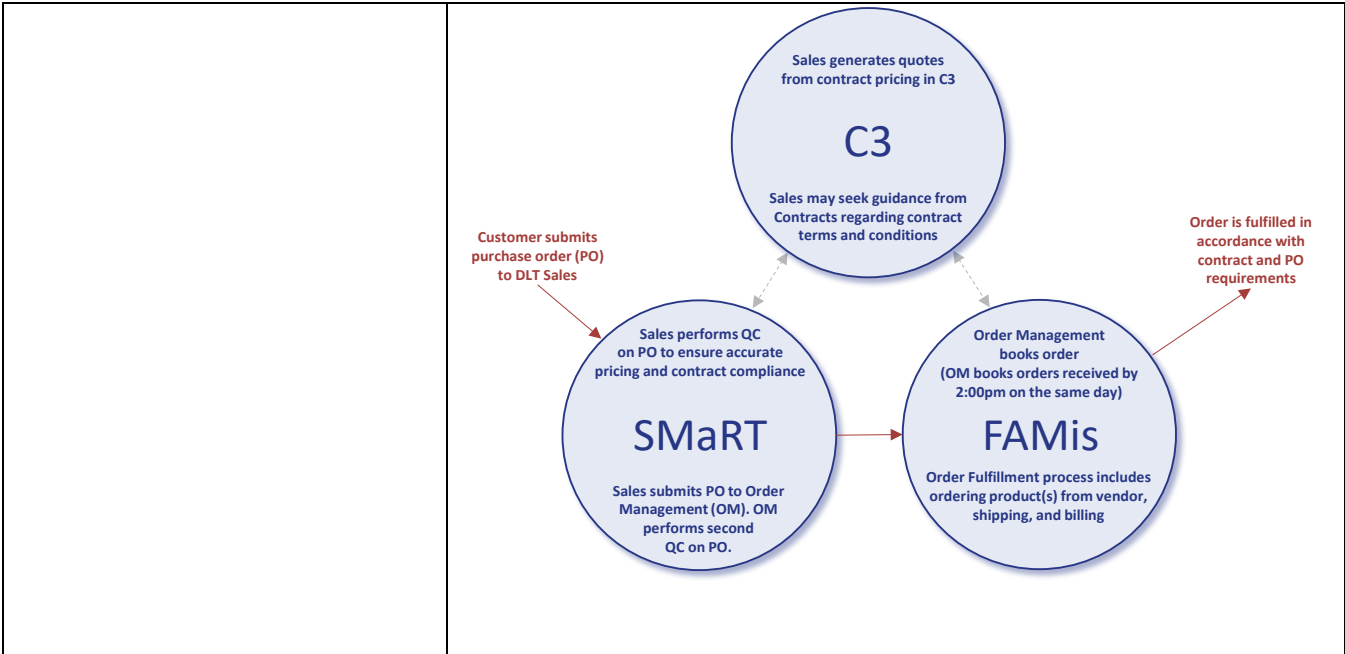 Sales generates quotes
from contract pricing in C3
C3
Sales may seek guidance from
Contracts regarding contract
terms and conditions
Customer submits
purchase order (PO)
to DLT Sales
Order is fulfilled in
accordance with
contract and PO
requirements
Sales performs QC
on PO to ensure accurate
pricing and contract compliance
SMaRT
Sales submits PO to Order
Management (OM). OM
performs second
QC on PO.
Order Management
books order
(OM books orders received by
2:00pm on the same day)
FAMis
Order Fulfillment process includes
ordering product(s) from vendor,
shipping, and billing